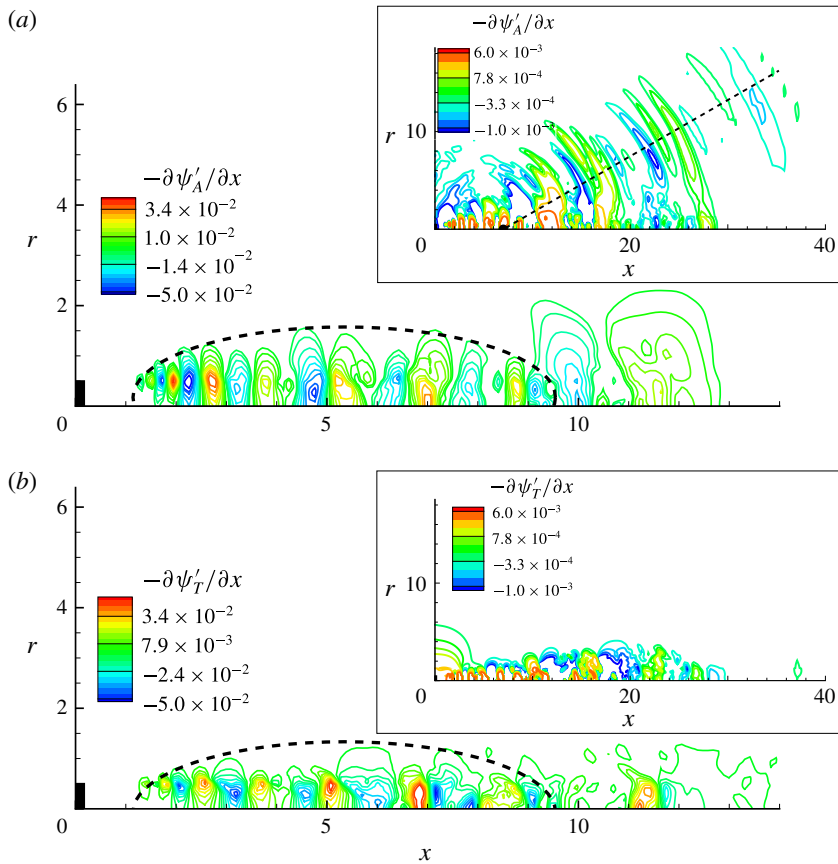 (a)
−∂ψ′A/∂x
6.0 × 10⁻³
7.8 × 10⁻⁴
−3.3 × 10⁻⁴
−1.0 × 10⁻³
10
r
0
20
40
x
6
4
2
0
r
−∂ψ′A/∂x
3.4 × 10⁻²
1.0 × 10⁻²
−1.4 × 10⁻²
−5.0 × 10⁻²
5
10
(b)
−∂ψ′T/∂x
6.0 × 10⁻³
7.8 × 10⁻⁴
−3.3 × 10⁻⁴
−1.0 × 10⁻³
10
r
0
20
40
x
6
4
2
0
r
−∂ψ′T/∂x
3.4 × 10⁻²
7.9 × 10⁻³
−2.4 × 10⁻²
−5.0 × 10⁻²
5
10
x